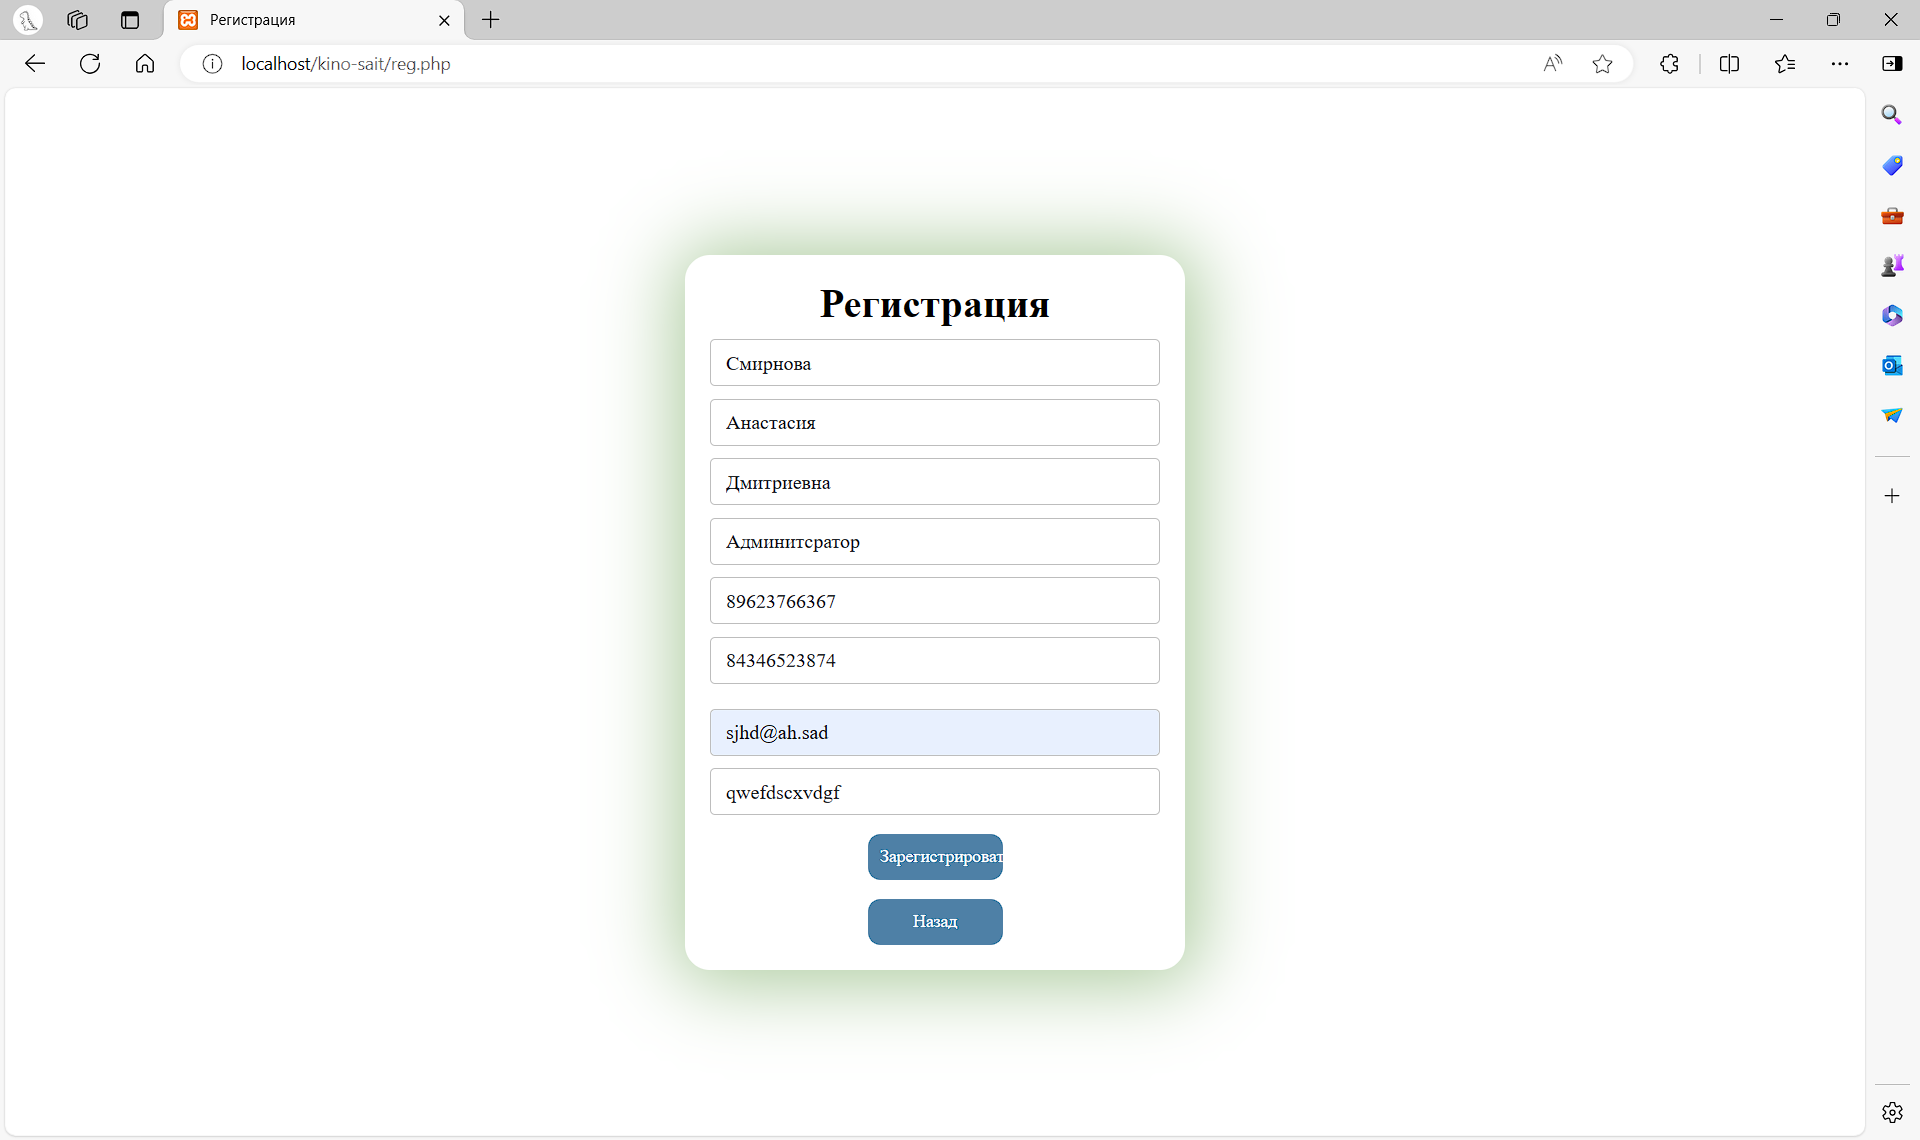 Регистрация
localhost/kino-sait/reg.php
Регистрация
Смирнова
Анастасия
Дмитриевна
Админитсратор
89623766367
84346523874
sjhd@ah.sad
qwefdscxvdgf
Зарегистрироват
Назад